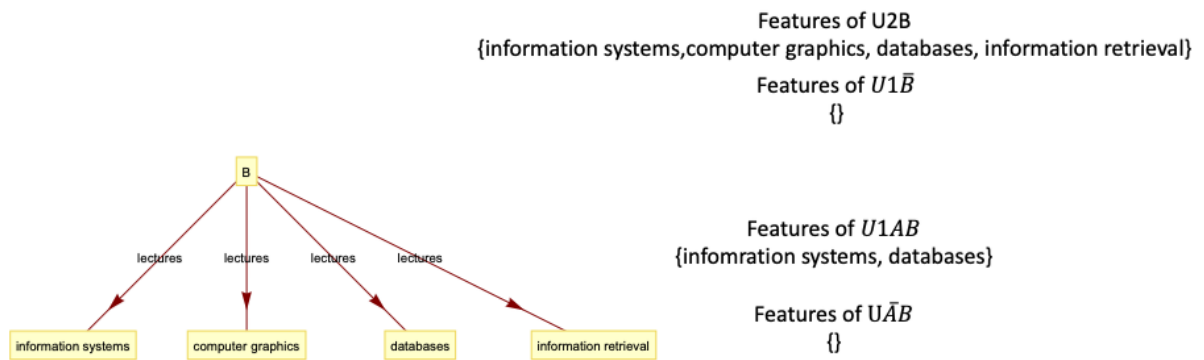 Features of U2B
{information systems,computer graphics, databases, information retrieval}
Features of U1B̄
{}
B
lectures lectures lectures lectures
information systems computer graphics databases information retrieval
Features of U1AB
{infomration systems, databases}
Features of UĀB
{}